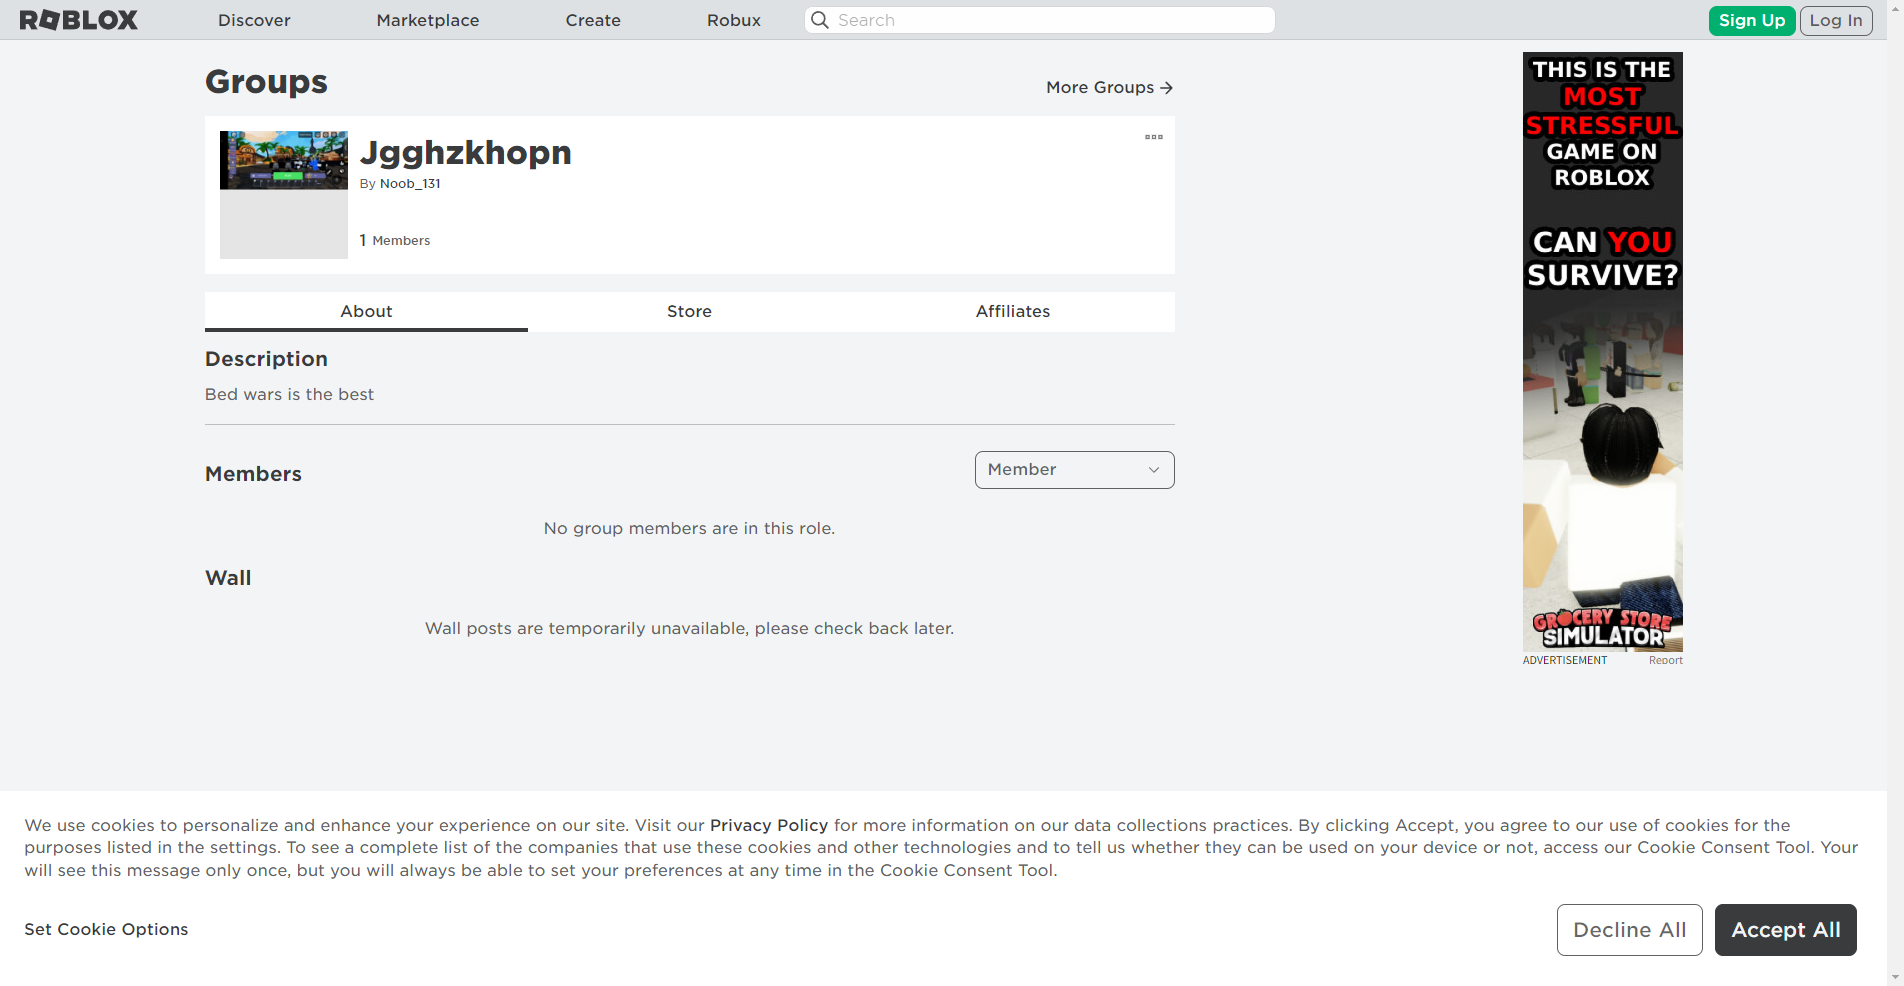 ROBLOX Discover Marketplace Create Robux Search Sign Up Log In
Groups
More Groups
Jgghzkhopn
By Noob_131
1 Members
About Store Affiliates
Description
Bed wars is the best
Members
Member
No group members are in this role.
Wall
Wall posts are temporarily unavailable, please check back later.
THIS IS THE
MOST
STRESSFUL
GAME ON
ROBLOX
CAN YOU
SURVIVE?
GROCERY STORE
SIMULATOR
ADVERTISEMENT Report
We use cookies to personalize and enhance your experience on our site. Visit our Privacy Policy for more information on our data collections practices. By clicking Accept, you agree to our use of cookies for the
purposes listed in the settings. To see a complete list of the companies that use these cookies and other technologies and to tell us whether they can be used on your device or not, access our Cookie Consent Tool. Your
will see this message only once, but you will always be able to set your preferences at any time in the Cookie Consent Tool.
Set Cookie Options
Decline All
Accept All